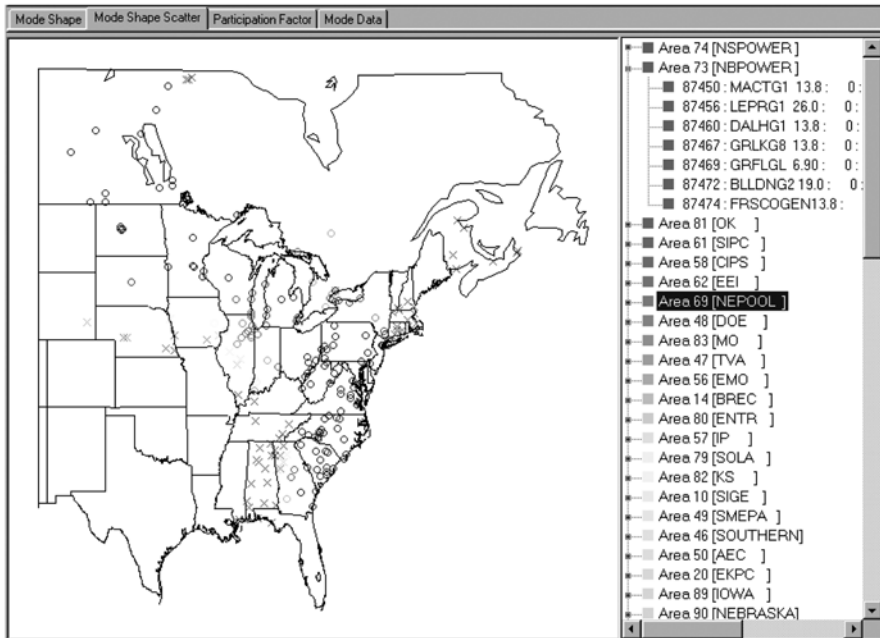 Mode Shape Mode Shape Scatter Participation Factor Mode Data
Area 74 [NSPOWER ]
Area 73 [NBPOWER ]
87450 : MACTG1 13.8 : 0 :
87456 : LEPRG1 26.0 : 0 :
87460 : DALHG1 13.8 : 0 :
87467 : GRLKG8 13.8 : 0 :
87469 : GRFLGL 6.90 : 0 :
87472 : BLLDNG2 19.0 : 0 :
87474 : FRSCOGEN13.8 :
Area 81 [OK ]
Area 61 [SIPC ]
Area 58 [CIPS ]
Area 62 [EEI ]
Area 69 [NEPOOL ]
Area 48 [DOE ]
Area 83 [MO ]
Area 47 [TVA ]
Area 56 [EMO ]
Area 14 [BREC ]
Area 80 [ENTR ]
Area 57 [IP ]
Area 79 [SOLA ]
Area 82 [KS ]
Area 10 [SIGE ]
Area 49 [SMEPA ]
Area 46 [SOUTHERN]
Area 50 [AEC ]
Area 20 [EKPC ]
Area 89 [IOWA ]
Area 90 [NEBRASKA]